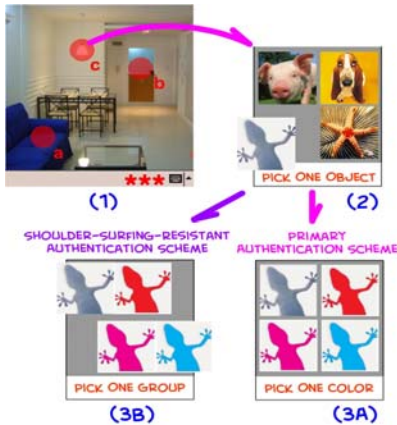 c
b
a
***
(1)
PICK ONE OBJECT
(2)
SHOULDER-SURFING-RESISTANT
AUTHENTICATION SCHEME
PRIMARY
AUTHENTICATION SCHEME
PICK ONE GROUP
PICK ONE COLOR
(3B)
(3A)